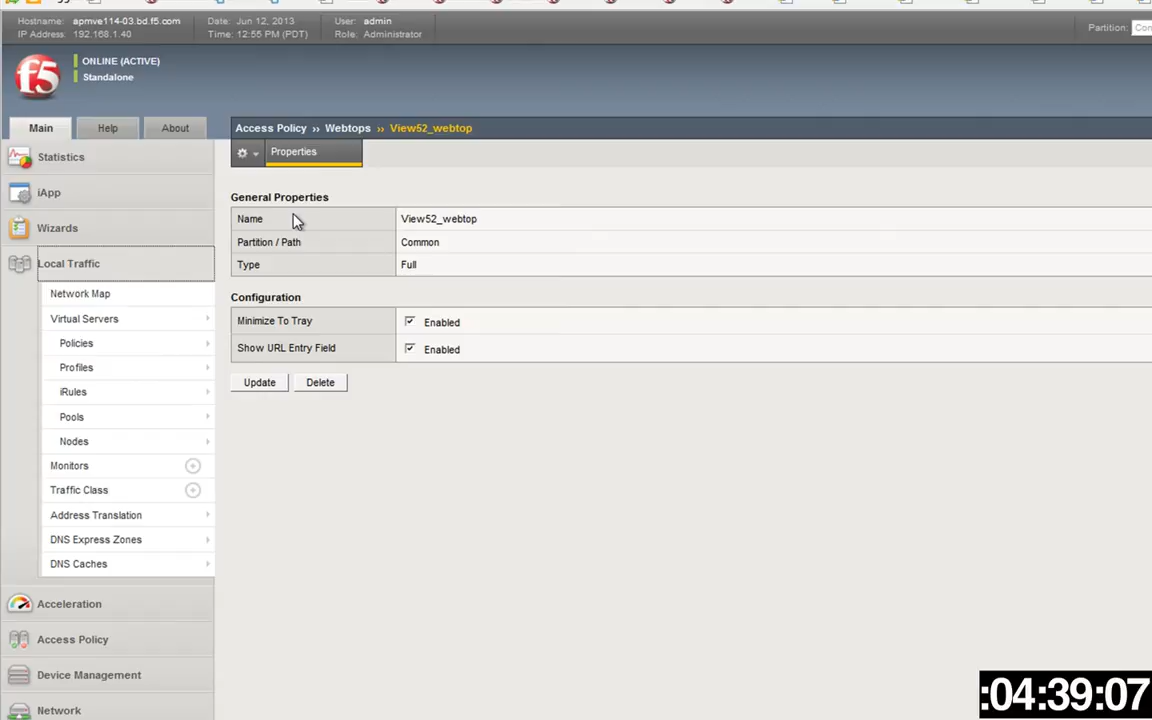 Hostname: apmve114-03.bd.f5.com Date: Jun 12, 2013 User: admin
IP Address: 192.168.1.40 Time: 12:55 PM (PDT) Role: Administrator
Partition:
f5
ONLINE (ACTIVE)
Standalone
Main Help About
Access Policy ›› Webtops ›› View52_webtop
Properties
Statistics
iApp
Wizards
Local Traffic
Network Map
Virtual Servers
Policies
Profiles
iRules
Pools
Nodes
Monitors
Traffic Class
Address Translation
DNS Express Zones
DNS Caches
Acceleration
Access Policy
Device Management
Network
General Properties
Name View52_webtop
Partition / Path Common
Type Full
Configuration
Minimize To Tray Enabled
Show URL Entry Field Enabled
Update Delete
:04:39:07